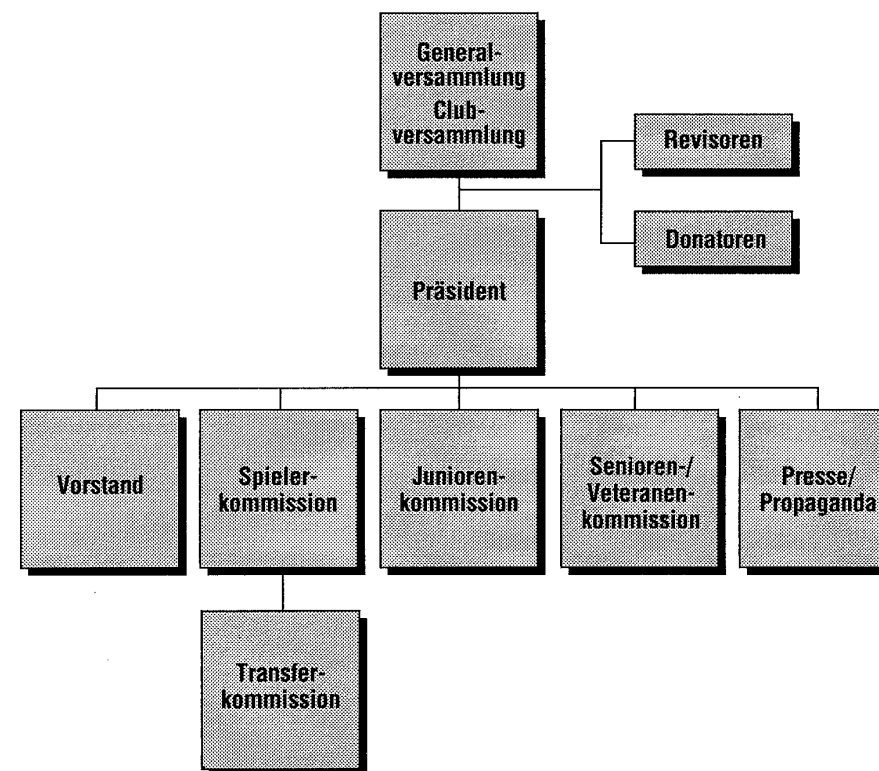 General-
versammlung
Club-
versammlung
Revisoren
Donatoren
Präsident
Vorstand
Spieler-
kommission
Junioren-
kommission
Senioren-/
Veteranen-
kommission
Presse/
Propaganda
Transfer-
kommission